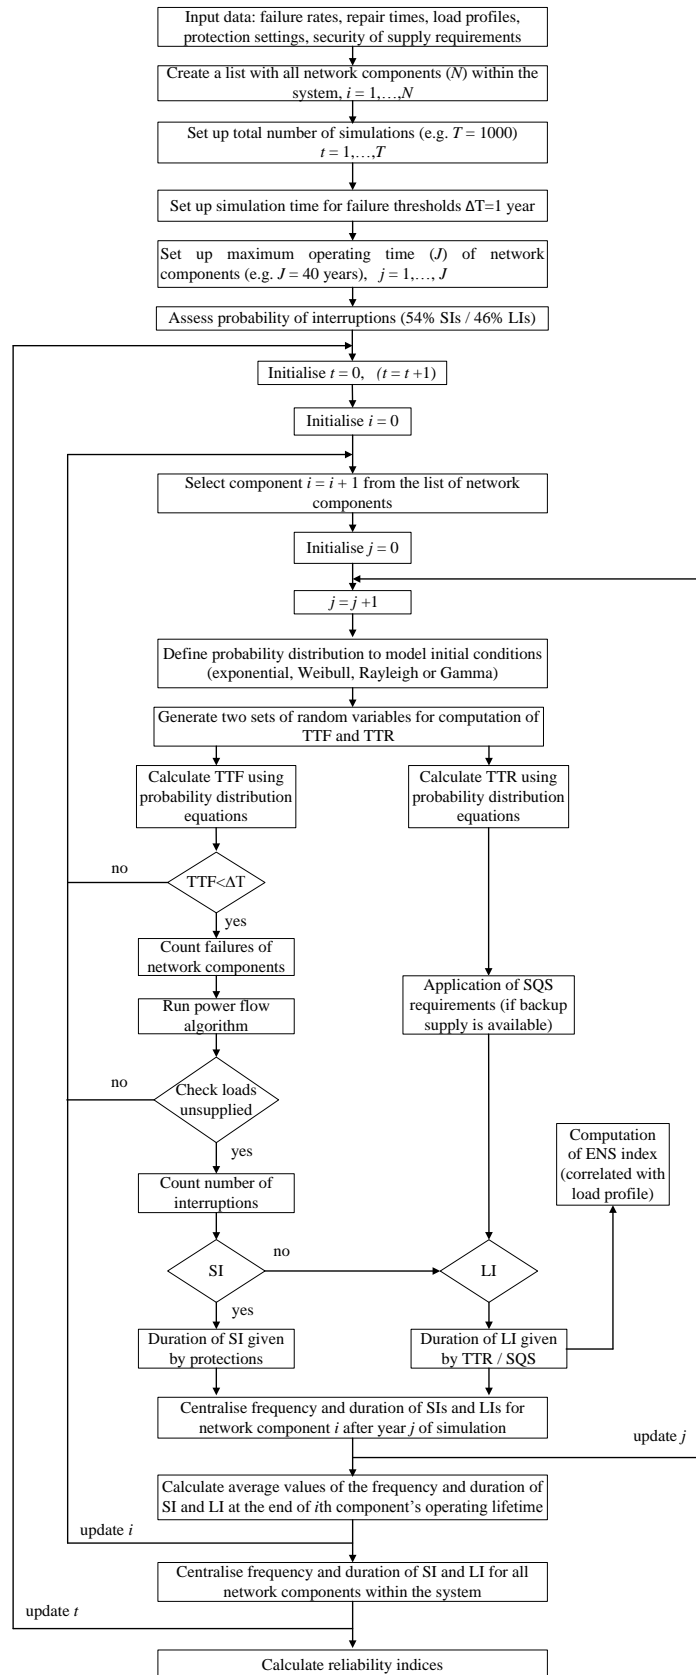 Input data: failure rates, repair times, load profiles,
protection settings, security of supply requirements
Create a list with all network components (N) within the
system, i = 1,…,N
Set up total number of simulations (e.g. T = 1000)
t = 1,…,T
Set up simulation time for failure thresholds ΔT=1 year
Set up maximum operating time (J) of network
components (e.g. J = 40 years), j = 1,…, J
Assess probability of interruptions (54% SIs / 46% LIs)
Initialise t = 0, (t = t +1)
Initialise i = 0
Select component i = i + 1 from the list of network
components
Initialise j = 0
j = j +1
Define probability distribution to model initial conditions
(exponential, Weibull, Rayleigh or Gamma)
Generate two sets of random variables for computation of
TTF and TTR
Calculate TTF using
probability distribution
equations
Calculate TTR using
probability distribution
equations
no
TTF<ΔT
yes
Count failures of
network components
Application of SQS
requirements (if backup
supply is available)
Run power flow
algorithm
no
Check loads
unsupplied
yes
Computation
of ENS index
(correlated with
load profile)
Count number of
interruptions
SI
no
LI
yes
Duration of SI given
by protections
Duration of LI given
by TTR / SQS
Centralise frequency and duration of SIs and LIs for
network component i after year j of simulation
update j
Calculate average values of the frequency and duration of
SI and LI at the end of ith component's operating lifetime
update i
Centralise frequency and duration of SI and LI for all
network components within the system
update t
Calculate reliability indices